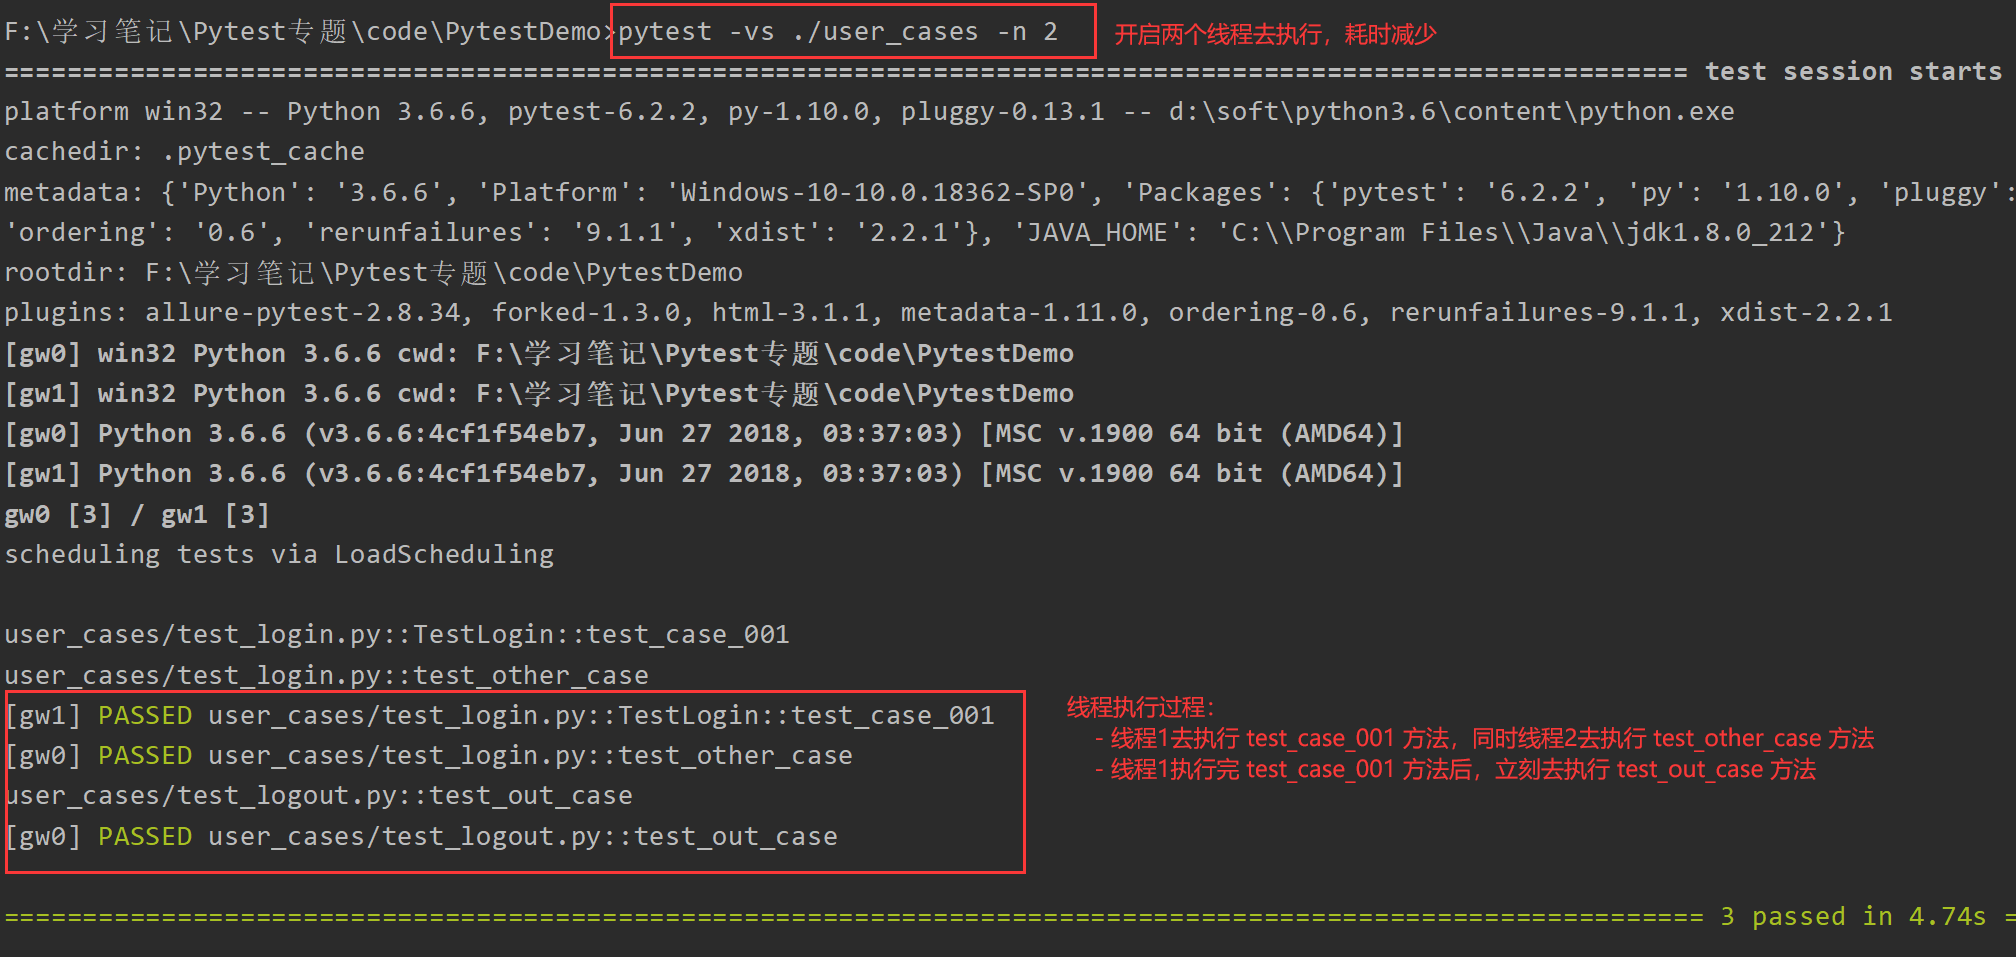 F:\学习笔记\Pytest专题\code\PytestDemo>pytest -vs ./user_cases -n 2 开启两个线程去执行，耗时减少
============================================================================================================ test session starts
platform win32 -- Python 3.6.6, pytest-6.2.2, py-1.10.0, pluggy-0.13.1 -- d:\soft\python3.6\content\python.exe
cachedir: .pytest_cache
metadata: {'Python': '3.6.6', 'Platform': 'Windows-10-10.0.18362-SP0', 'Packages': {'pytest': '6.2.2', 'py': '1.10.0', 'pluggy':
'ordering': '0.6', 'rerunfailures': '9.1.1', 'xdist': '2.2.1'}, 'JAVA_HOME': 'C:\\Program Files\\Java\\jdk1.8.0_212'}
rootdir: F:\学习笔记\Pytest专题\code\PytestDemo
plugins: allure-pytest-2.8.34, forked-1.3.0, html-3.1.1, metadata-1.11.0, ordering-0.6, rerunfailures-9.1.1, xdist-2.2.1
[gw0] win32 Python 3.6.6 cwd: F:\学习笔记\Pytest专题\code\PytestDemo
[gw1] win32 Python 3.6.6 cwd: F:\学习笔记\Pytest专题\code\PytestDemo
[gw0] Python 3.6.6 (v3.6.6:4cf1f54eb7, Jun 27 2018, 03:37:03) [MSC v.1900 64 bit (AMD64)]
[gw1] Python 3.6.6 (v3.6.6:4cf1f54eb7, Jun 27 2018, 03:37:03) [MSC v.1900 64 bit (AMD64)]
gw0 [3] / gw1 [3]
scheduling tests via LoadScheduling
user_cases/test_login.py::TestLogin::test_case_001
user_cases/test_login.py::test_other_case
[gw1] PASSED user_cases/test_login.py::TestLogin::test_case_001
[gw0] PASSED user_cases/test_login.py::test_other_case
user_cases/test_logout.py::test_out_case
[gw0] PASSED user_cases/test_logout.py::test_out_case
线程执行过程：
- 线程1去执行 test_case_001 方法，同时线程2去执行 test_other_case 方法
- 线程1执行完 test_case_001 方法后，立刻去执行 test_out_case 方法
============================================================================================================= 3 passed in 4.74s =